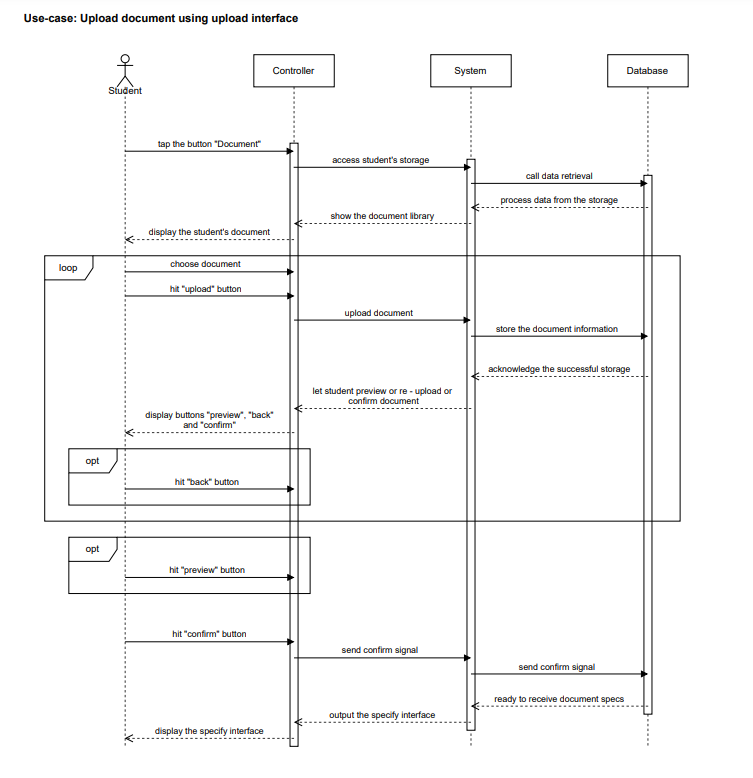 Use-case: Upload document using upload interface
Student
Controller
System
Database
tap the button "Document"
access student's storage
call data retrieval
process data from the storage
show the document library
display the student's document
loop
choose document
hit "upload" button
upload document
store the document information
acknowledge the successful storage
let student preview or re - upload or
confirm document
display buttons "preview", "back"
and "confirm"
opt
hit "back" button
opt
hit "preview" button
hit "confirm" button
send confirm signal
send confirm signal
ready to receive document specs
output the specify interface
display the specify interface